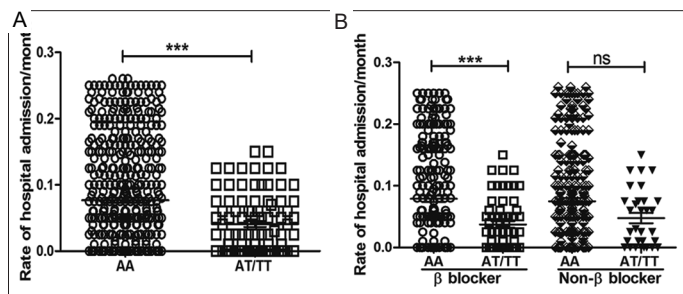 A
Rate of hospital admission/mont
0.3
0.2
0.1
0.0
***
AA
AT/TT
B
Rate of hospital admission/month
0.3
0.2
0.1
0.0
***
ns
AA
AT/TT
AA
AT/TT
β blocker
Non-β blocker